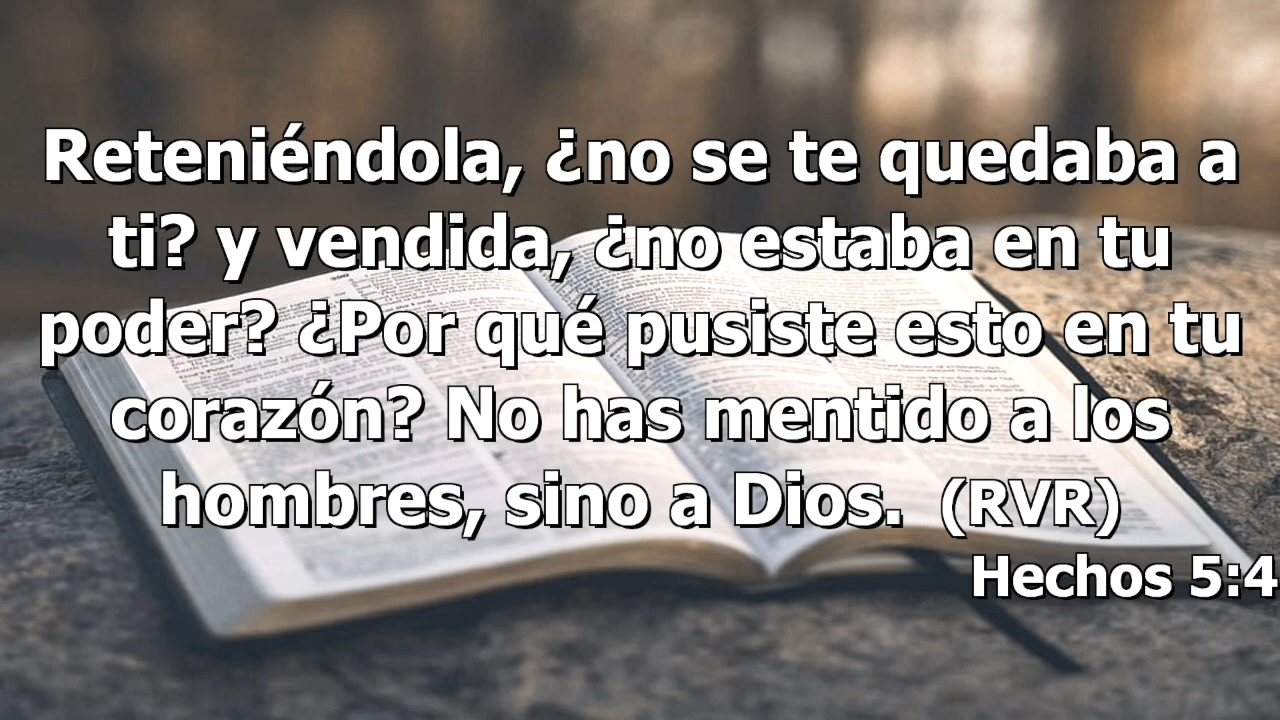 Reteniéndola, ¿no se te quedaba a
ti? y vendida, ¿no estaba en tu
poder? ¿Por qué pusiste esto en tu
corazón? No has mentido a los
hombres, sino a Dios. (RVR)
Hechos 5:4